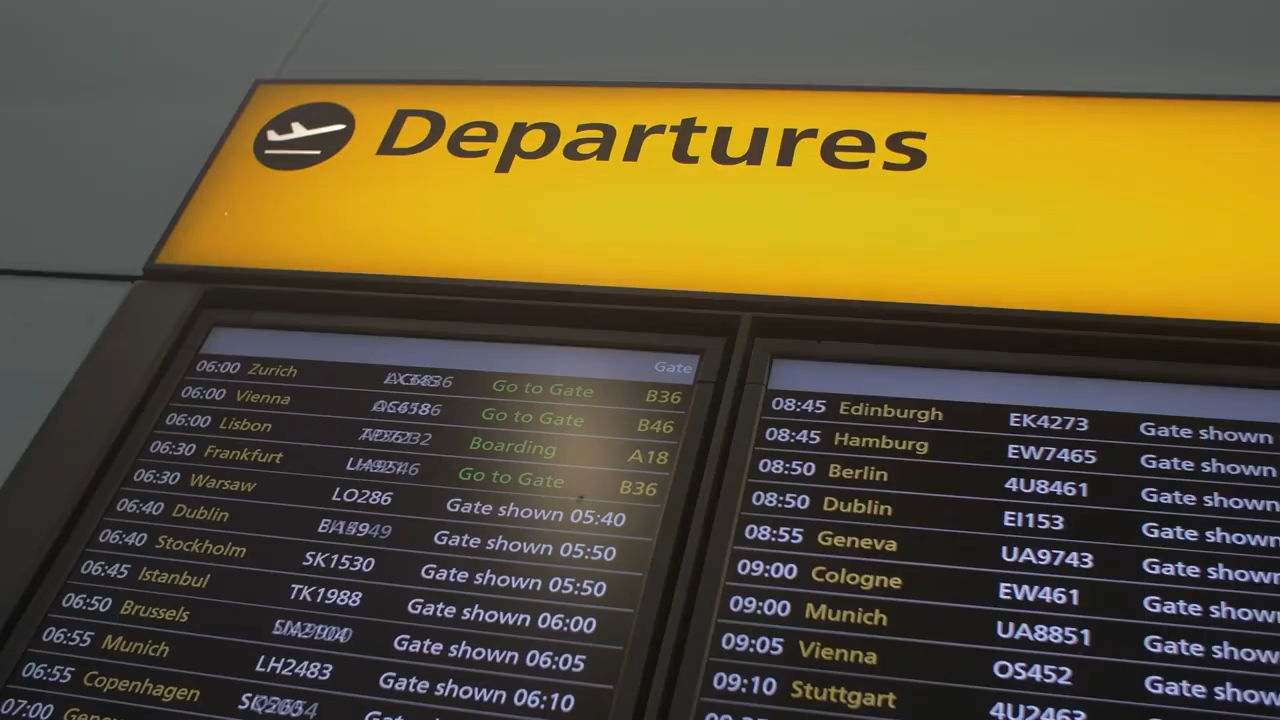 Departures
Gate
06:00 Zurich Go to Gate B36
06:00 Vienna Go to Gate B46
06:00 Lisbon Boarding A18
06:30 Frankfurt Go to Gate B36
06:30 Warsaw LO286 Gate shown 05:40
06:40 Dublin Gate shown 05:50
06:40 Stockholm SK1530 Gate shown 05:50
06:45 Istanbul TK1988 Gate shown 06:00
06:50 Brussels Gate shown 06:05
06:55 Munich LH2483 Gate shown 06:10
06:55 Copenhagen
07:00
08:45 Edinburgh EK4273 Gate shown
08:45 Hamburg EW7465 Gate shown
08:50 Berlin 4U8461 Gate shown
08:50 Dublin EI153 Gate shown
08:55 Geneva UA9743 Gate shown
09:00 Cologne EW461 Gate shown
09:00 Munich UA8851 Gate show
09:05 Vienna OS452 Gate show
09:10 Stuttgart 4U2463